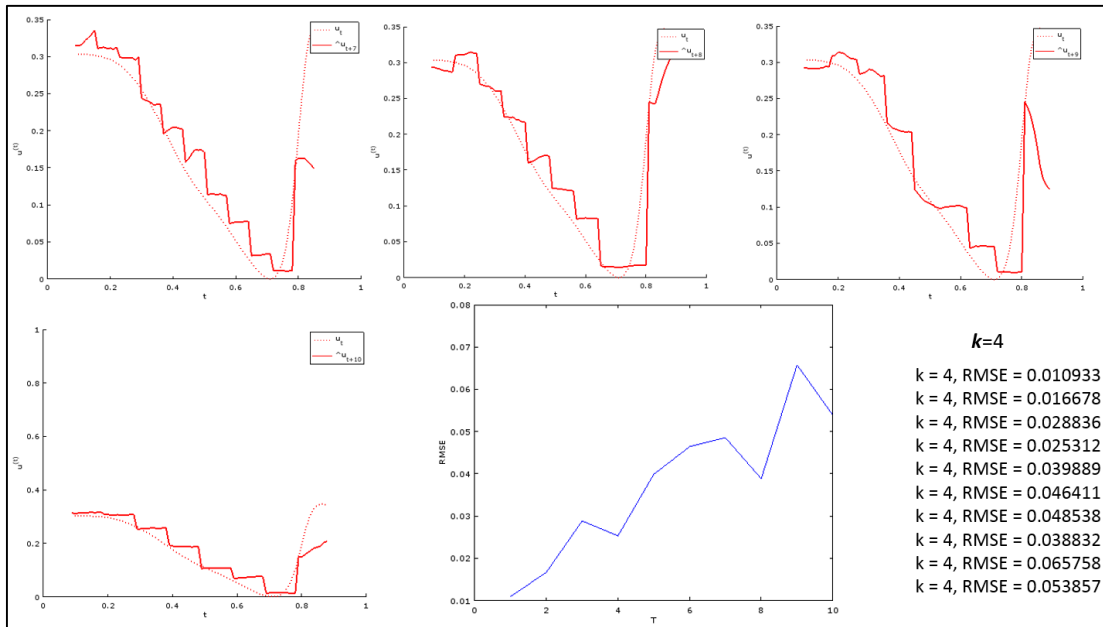 0.35
0.3
0.25
0.2
0.15
0.1
0.05
0
0 0.2 0.4 0.6 0.8 1
t
u^(t)
u_t
^u_{t+7}
0.35
0.3
0.25
0.2
0.15
0.1
0.05
0
0 0.2 0.4 0.6 0.8 1
t
u^(t)
u_t
^u_{t+8}
0.35
0.3
0.25
0.2
0.15
0.1
0.05
0
0 0.2 0.4 0.6 0.8 1
t
u^(t)
u_t
^u_{t+9}
1
0.8
0.6
0.4
0.2
0
0 0.2 0.4 0.6 0.8 1
t
u^(t)
u_t
^u_{t+10}
0.08
0.07
0.06
0.05
0.04
0.03
0.02
0.01
0 2 4 6 8 10
T
RMSE
k=4
k = 4, RMSE = 0.010933
k = 4, RMSE = 0.016678
k = 4, RMSE = 0.028836
k = 4, RMSE = 0.025312
k = 4, RMSE = 0.039889
k = 4, RMSE = 0.046411
k = 4, RMSE = 0.048538
k = 4, RMSE = 0.038832
k = 4, RMSE = 0.065758
k = 4, RMSE = 0.053857